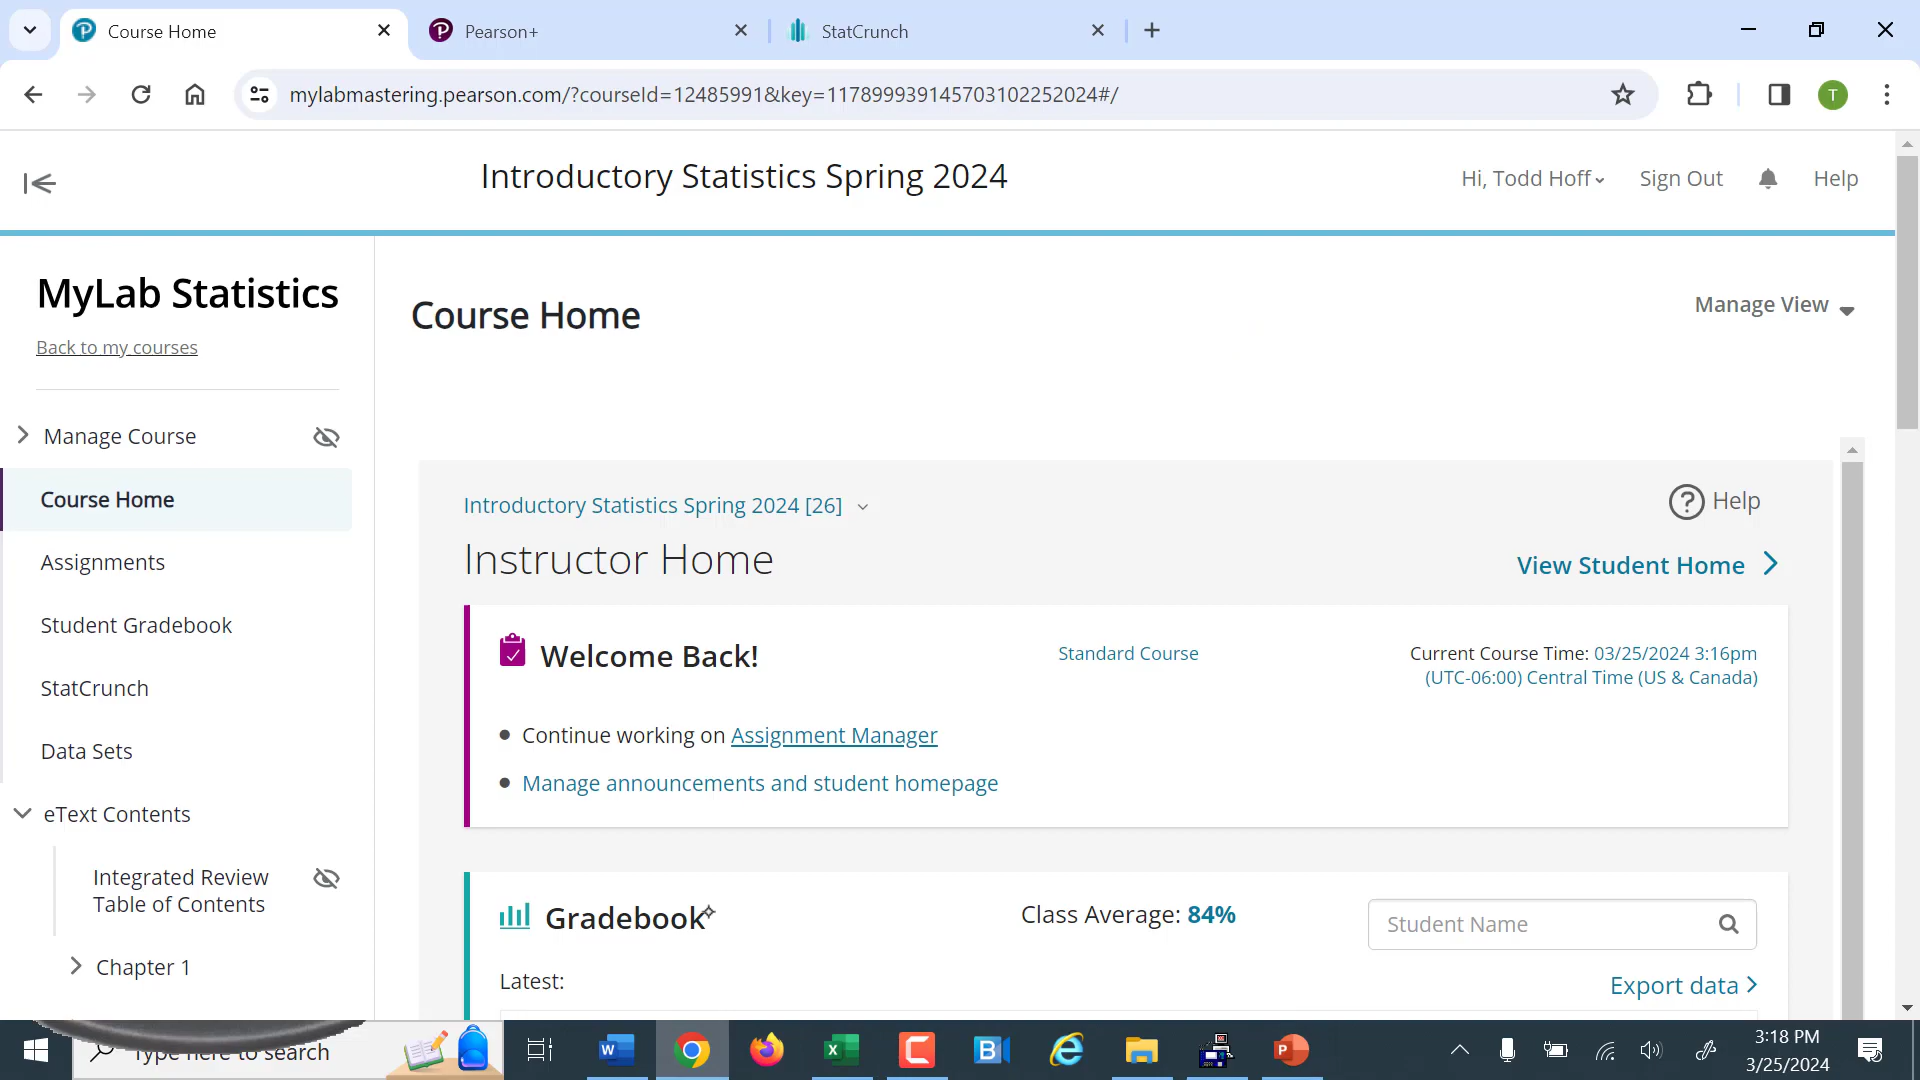 Course Home
Pearson+
StatCrunch
mylabmastering.pearson.com/?courseId=12485991&key=11789993914570310225​2024#/
T
Introductory Statistics Spring 2024
Hi, Todd Hoff
Sign Out
Help
MyLab Statistics
Back to my courses
Course Home
Manage View
Manage Course
Course Home
Assignments
Student Gradebook
StatCrunch
Data Sets
eText Contents
Integrated Review
Table of Contents
Chapter 1
Introductory Statistics Spring 2024 [26]
Help
Instructor Home
View Student Home
Welcome Back!
Standard Course
Current Course Time: 03/25/2024 3:16pm
(UTC-06:00) Central Time (US & Canada)
Continue working on Assignment Manager
Manage announcements and student homepage
Gradebook
Class Average: 84%
Student Name
Latest:
Export data
Type here to search
3:18 PM
3/25/2024